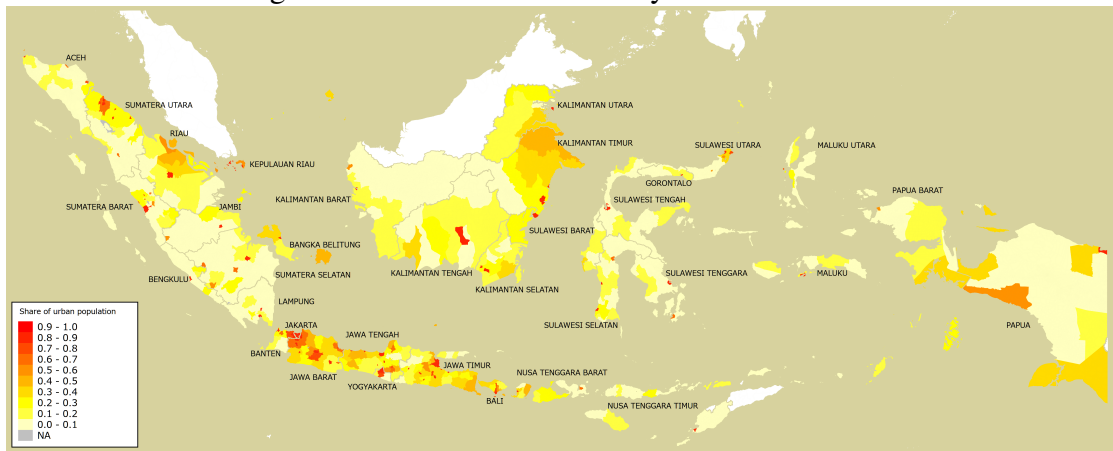 ACEH
SUMATERA UTARA
RIAU
KEPULAUAN RIAU
SUMATERA BARAT
JAMBI
BANGKA BELITUNG
BENGKULU
SUMATERA SELATAN
LAMPUNG
KALIMANTAN UTARA
KALIMANTAN TIMUR
KALIMANTAN BARAT
KALIMANTAN TENGAH
KALIMANTAN SELATAN
SULAWESI UTARA
GORONTALO
SULAWESI TENGAH
SULAWESI BARAT
SULAWESI TENGGARA
SULAWESI SELATAN
MALUKU UTARA
MALUKU
PAPUA BARAT
PAPUA
JAKARTA
BANTEN
JAWA TENGAH
JAWA BARAT
YOGYAKARTA
JAWA TIMUR
BALI
NUSA TENGGARA BARAT
NUSA TENGGARA TIMUR
Share of urban population
0.9 - 1.0
0.8 - 0.9
0.7 - 0.8
0.6 - 0.7
0.5 - 0.6
0.4 - 0.5
0.3 - 0.4
0.2 - 0.3
0.1 - 0.2
0.0 - 0.1
NA